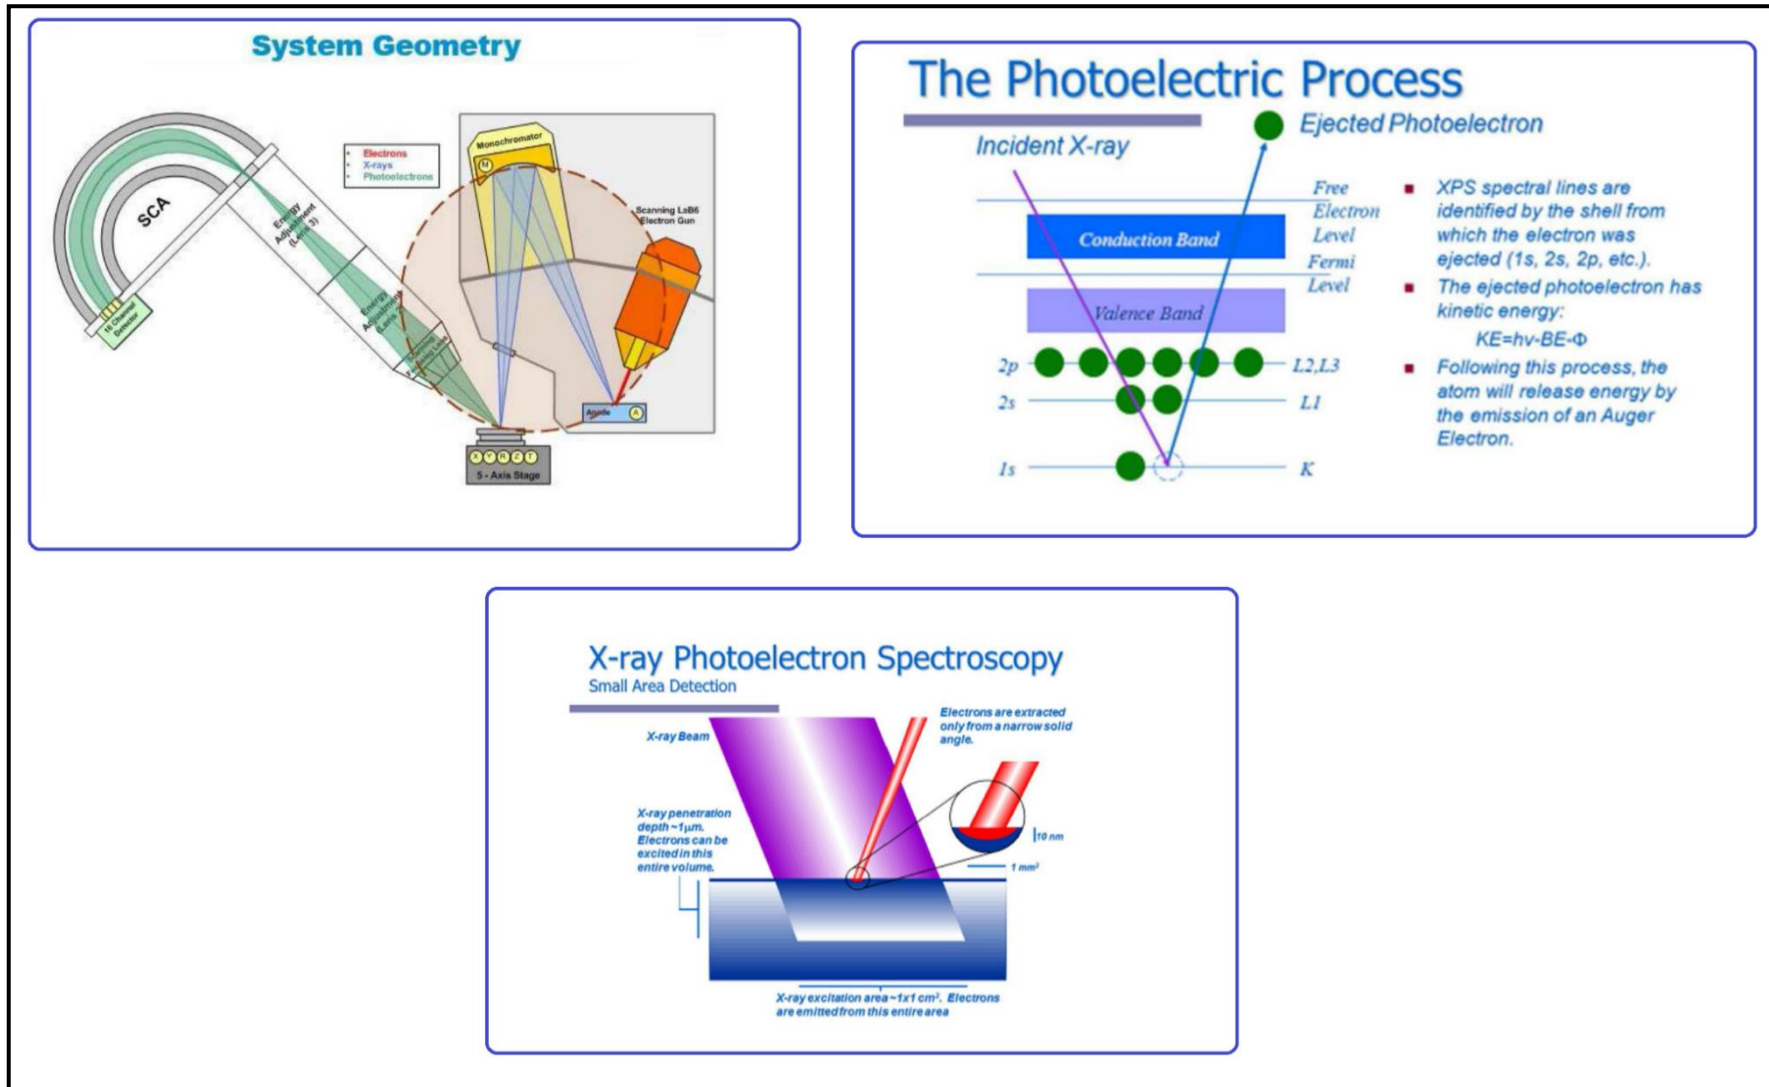 System Geometry
Electrons
X-rays
Photoelectrons
Monochromator
M
Scanning LaB6
Electron Gun
SCA
Energy
Adjustment
(Lens 3)
Energy
Adjustment
(Lens
Scanning
Lens
16 Channel
Detector
Anode A
X Y R Z T
5 - Axis Stage
The Photoelectric Process
Ejected Photoelectron
Incident X-ray
Free
Electron
Level
Conduction Band
Fermi
Level
Valence Band
2p L2,L3
2s L1
1s K
XPS spectral lines are
identified by the shell from
which the electron was
ejected (1s, 2s, 2p, etc.).
The ejected photoelectron has
kinetic energy:
KE=hv-BE-Φ
Following this process, the
atom will release energy by
the emission of an Auger
Electron.
X-ray Photoelectron Spectroscopy
Small Area Detection
X-ray Beam
Electrons are extracted
only from a narrow solid
angle.
X-ray penetration
depth ~1μm.
Electrons can be
excited in this
entire volume.
10 nm
1 mm²
X-ray excitation area ~1x1 cm². Electrons
are emitted from this entire area